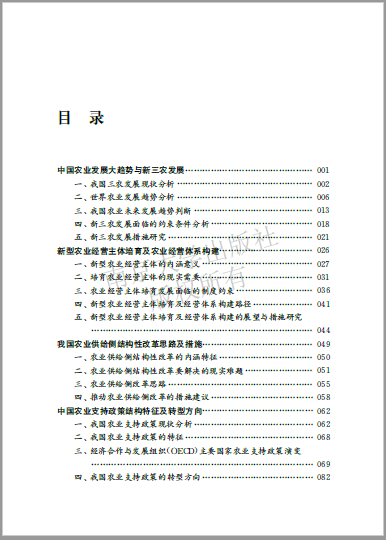 目 录
中国农业发展大趋势与新三农发展……………………………………001
一、我国三农发展现状分析……………………………………002
二、世界农业发展趋势分析……………………………………006
三、我国农业未来发展趋势判断……………………………………013
四、新三农发展面临的约束条件分析……………………………………018
五、新三农发展措施研究……………………………………021
新型农业经营主体培育及农业经营体系构建……………………………………026
一、新型农业经营主体的内涵意义……………………………………027
二、培育农业经营主体的现实需要……………………………………031
三、农业经营主体培育发展面临的制度约束……………………………………036
四、新型农业经营主体培育及经营体系构建路径……………………………………041
五、新型农业经营主体培育及经营体系构建的展望与措施研究
……………………………………044
我国农业供给侧结构性改革思路及措施……………………………………049
一、农业供给侧结构性改革的内涵特征……………………………………050
二、农业供给侧结构性改革要解决的现实难题……………………………………051
三、农业供给侧改革思路……………………………………055
四、推动农业供给侧改革的措施建议……………………………………058
中国农业支持政策结构特征及转型方向……………………………………062
一、我国农业支持政策现状分析……………………………………062
二、我国农业支持政策的特征……………………………………068
三、经济合作与发展组织(OECD)主要国家农业支持政策演变
……………………………………069
四、我国农业支持政策的转型方向……………………………………082
出版社
版权所有